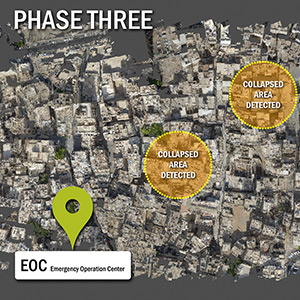 PHASE THREE
COLLAPSED
AREA
DETECTED
COLLAPSED
AREA
DETECTED
EOC Emergency Operation Center